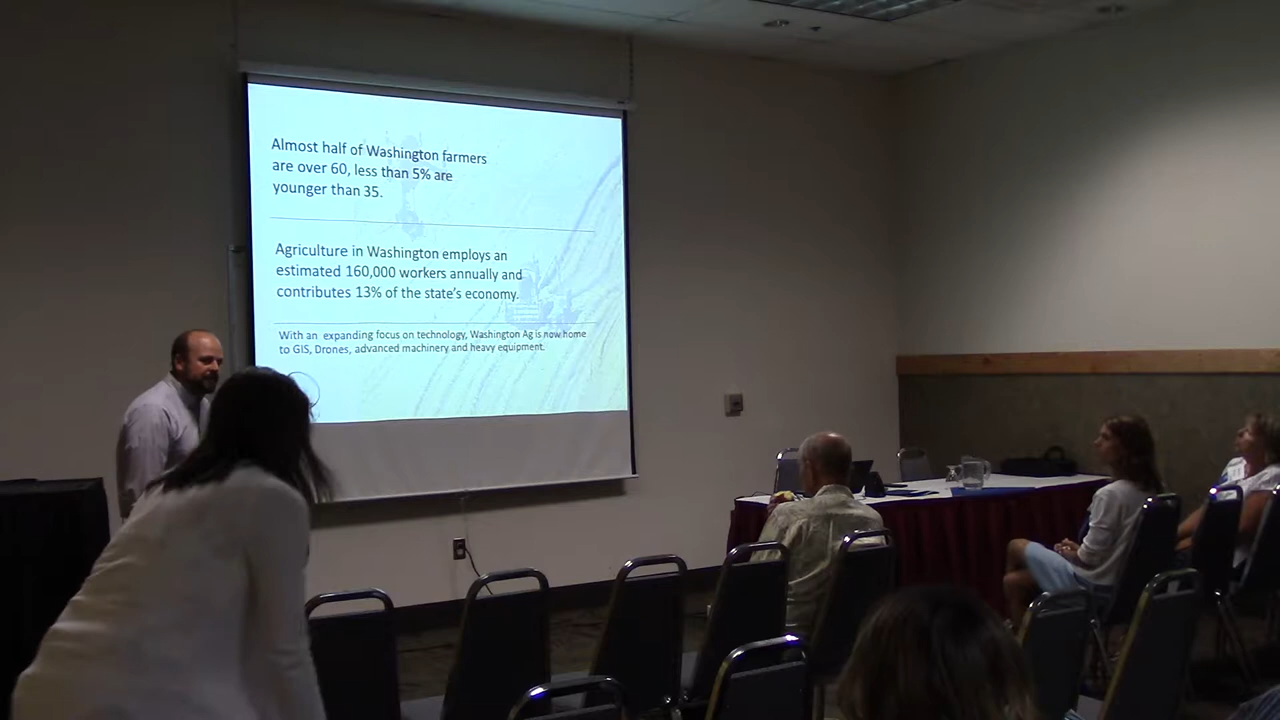 Almost half of Washington farmers
are over 60, less than 5% are
younger than 35.
Agriculture in Washington employs an
estimated 160,000 workers annually and
contributes 13% of the state's economy.
With an expanding focus on technology, Washington Ag is now home
to GIS, Drones, advanced machinery and heavy equipment.